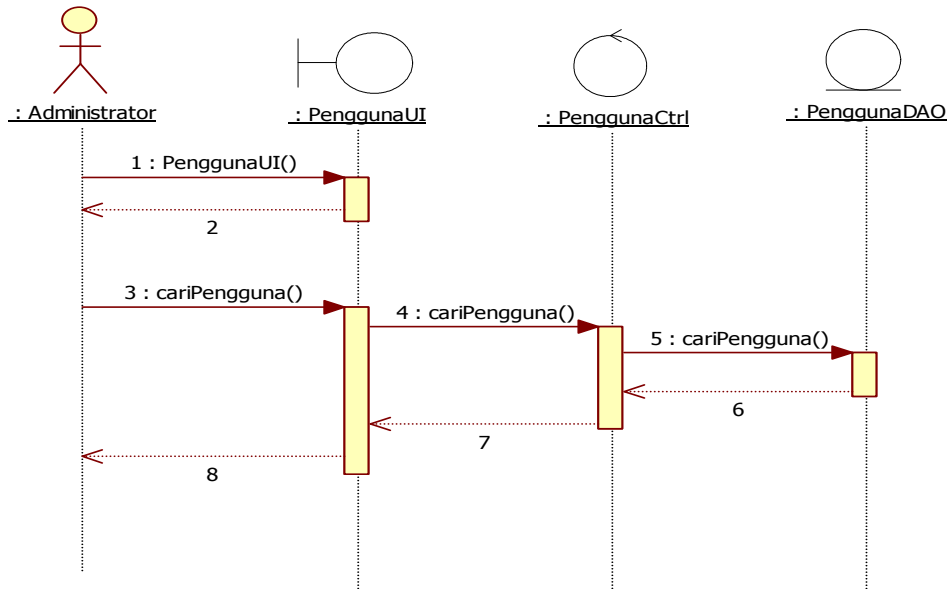 : Administrator
: PenggunaUI
: PenggunaCtrl
: PenggunaDAO
1 : PenggunaUI()
2
3 : cariPengguna()
4 : cariPengguna()
5 : cariPengguna()
6
7
8